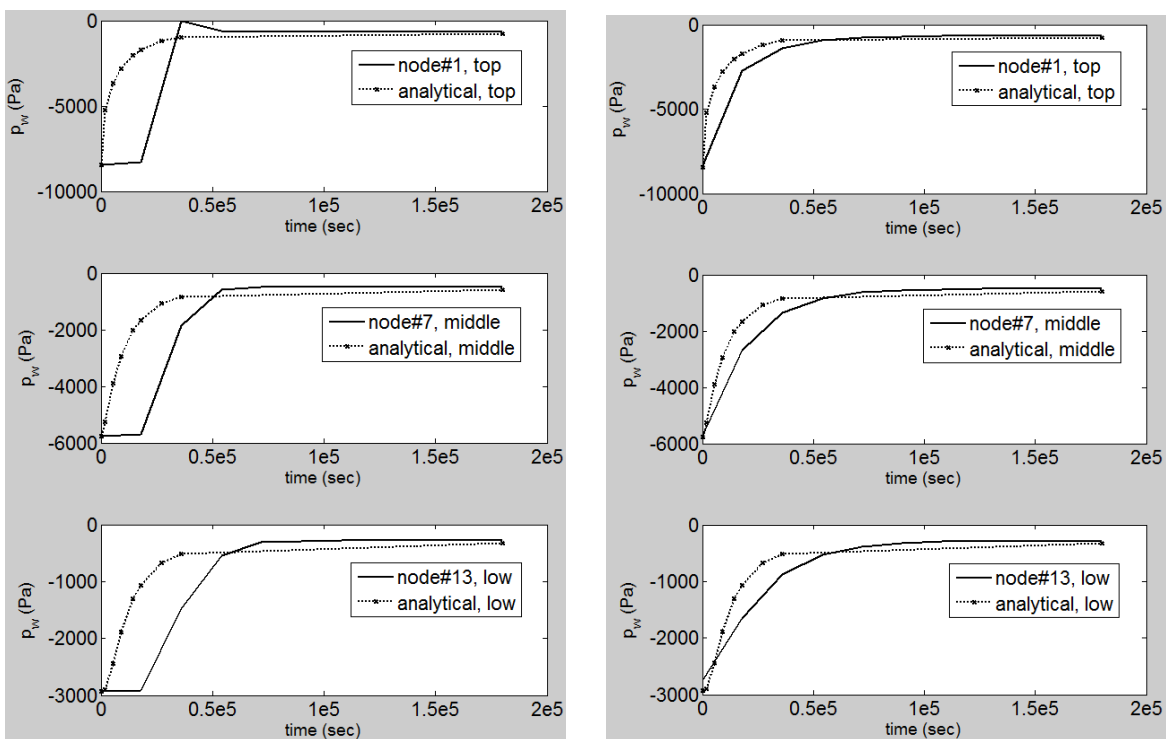 0
-5000
-10000
p_w (Pa)
node#1, top
analytical, top
0 0.5e5 1e5 1.5e5 2e5
time (sec)
0
-2000
-4000
-6000
p_w (Pa)
node#7, middle
analytical, middle
0 0.5e5 1e5 1.5e5 2e5
time (sec)
0
-1000
-2000
-3000
p_w (Pa)
node#13, low
analytical, low
0 0.5e5 1e5 1.5e5 2e5
time (sec)
0
-5000
-10000
p_w (Pa)
node#1, top
analytical, top
0 0.5e5 1e5 1.5e5 2e5
time (sec)
0
-2000
-4000
-6000
p_w (Pa)
node#7, middle
analytical, middle
0 0.5e5 1e5 1.5e5 2e5
time (sec)
0
-1000
-2000
-3000
p_w (Pa)
node#13, low
analytical, low
0 0.5e5 1e5 1.5e5 2e5
time (sec)